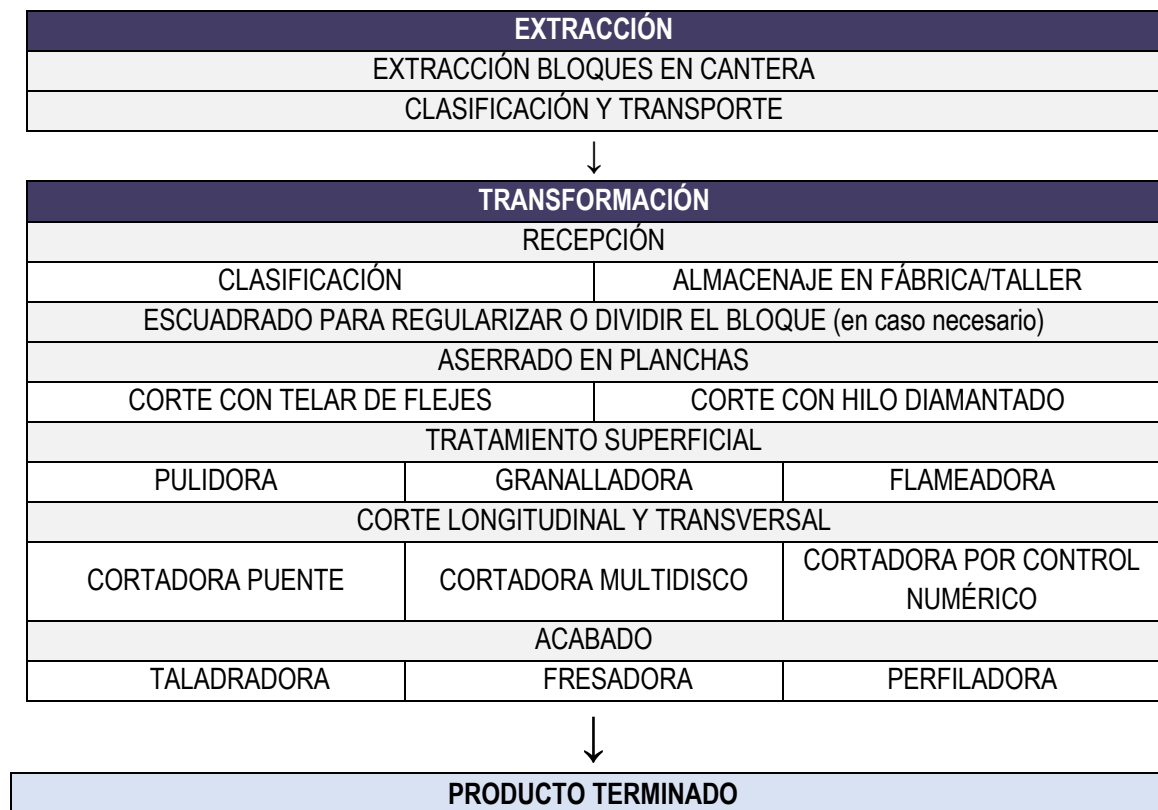 EXTRACCIÓN
EXTRACCIÓN BLOQUES EN CANTERA
CLASIFICACIÓN Y TRANSPORTE
↓
TRANSFORMACIÓN
RECEPCIÓN
CLASIFICACIÓN
ALMACENAJE EN FÁBRICA/TALLER
ESCUADRADO PARA REGULARIZAR O DIVIDIR EL BLOQUE (en caso necesario)
ASERRADO EN PLANCHAS
CORTE CON TELAR DE FLEJES
CORTE CON HILO DIAMANTADO
TRATAMIENTO SUPERFICIAL
PULIDORA
GRANALLADORA
FLAMEADORA
CORTE LONGITUDINAL Y TRANSVERSAL
CORTADORA PUENTE
CORTADORA MULTIDISCO
CORTADORA POR CONTROL
NUMÉRICO
ACABADO
TALADRADORA
FRESADORA
PERFILADORA
↓
PRODUCTO TERMINADO